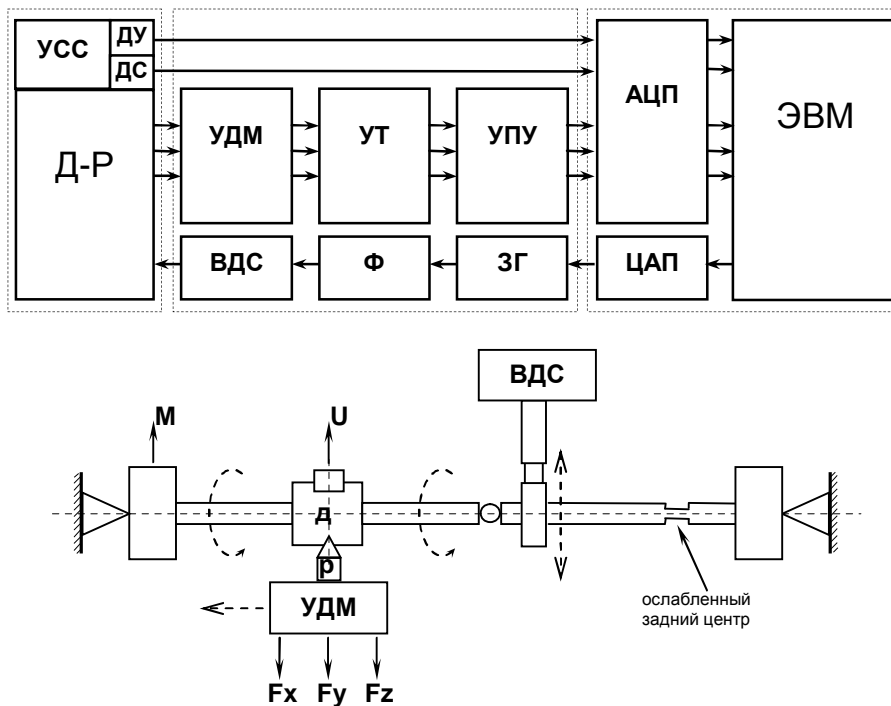 УСС
ДУ
ДС
Д-Р
УДМ
УТ
УПУ
АЦП
ЭВМ
ВДС
Ф
ЗГ
ЦАП
ВДС
М
U
д
р
УДМ
ослабленный
задний центр
Fx Fy Fz